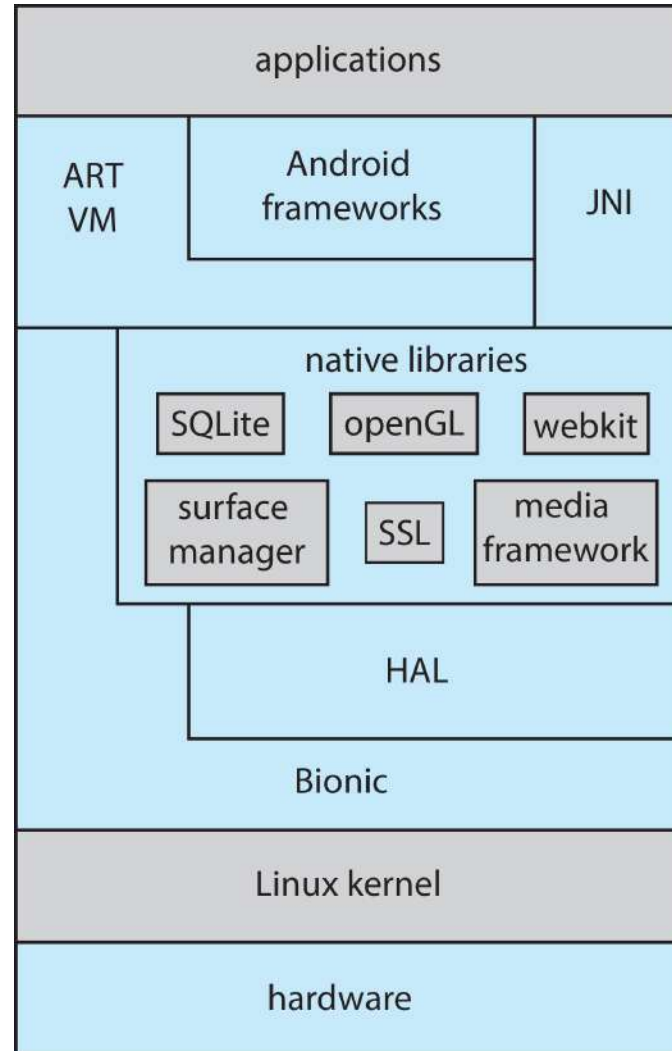 applications
ART
VM
Android
frameworks
JNI
native libraries
SQLite
openGL
webkit
surface
manager
SSL
media
framework
HAL
Bionic
Linux kernel
hardware